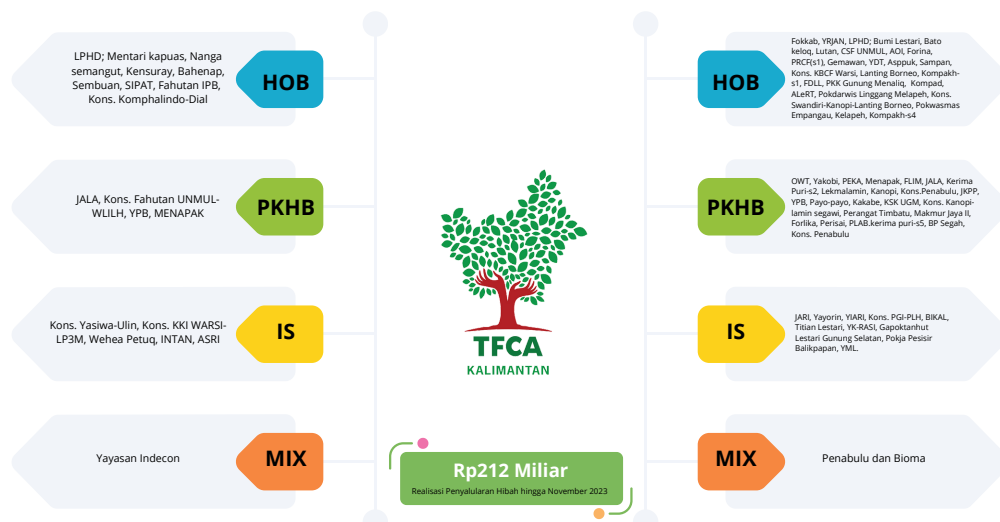 LPHD; Mentari kapuas, Nanga
semangut, Kensuray, Bahenap,
Sembuan, SIPAT, Fahutan IPB,
Kons. Komphalindo-Dial
HOB
JALA, Kons. Fahutan UNMUL-
WLILH, YPB, MENAPAK
PKHB
Kons. Yasiwa-Ulin, Kons. KKI WARSI-
LP3M, Wehea Petuq, INTAN, ASRI
IS
Yayasan Indecon
MIX
TFCA
KALIMANTAN
Rp212 Miliar
Realisasi Penyalularan Hibah hingga November 2023
HOB
Fokkab, YRJAN, LPHD; Bumi Lestari, Bato
keloq, Lutan, CSF UNMUL, AOI, Forina,
PRCF(s1), Gemawan, YDT, Asppuk, Sampan,
Kons. KBCF Warsi, Lanting Borneo, Kompakh-
s1, FDLL, PKK Gunung Menaliq, Kompad,
ALeRT, Pokdarwis Linggang Melapeh, Kons.
Swandiri-Kanopi-Lanting Borneo, Pokwasmas
Empangau, Kelapeh, Kompakh-s4
PKHB
OWT, Yakobi, PEKA, Menapak, FLIM, JALA, Kerima
Puri-s2, Lekmalamin, Kanopi, Kons.Penabulu, JKPP,
YPB, Payo-payo, Kakabe, KSK UGM, Kons. Kanopi-
lamin segawi, Perangat Timbatu, Makmur Jaya II,
Forlika, Perisai, PLAB.kerima puri-s5, BP Segah,
Kons. Penabulu
IS
JARI, Yayorin, YIARI, Kons. PGI-PLH, BIKAL,
Titian Lestari, YK-RASI, Gapoktanhut
Lestari Gunung Selatan, Pokja Pesisir
Balikpapan, YML.
MIX
Penabulu dan Bioma